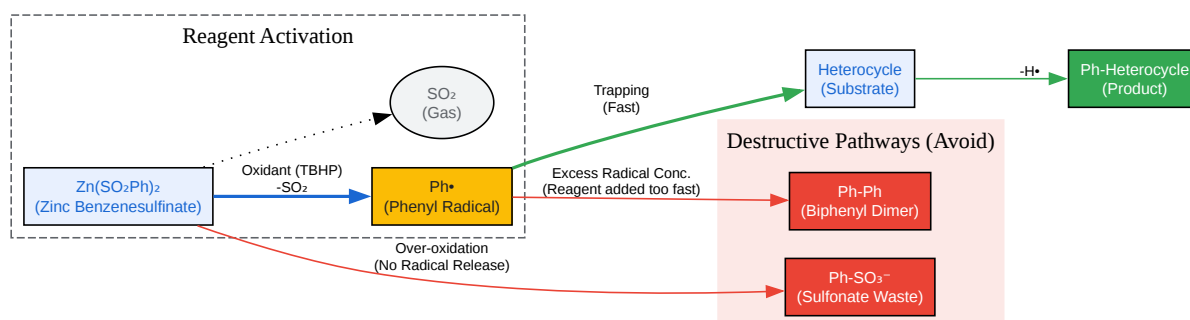 Reagent Activation
SO₂
(Gas)
Zn(SO₂Ph)₂
(Zinc Benzenesulfinate)
Oxidant (TBHP)
-SO₂
Ph•
(Phenyl Radical)
Trapping
(Fast)
Heterocycle
(Substrate)
-H•
Ph-Heterocycle
(Product)
Destructive Pathways (Avoid)
Excess Radical Conc.
(Reagent added too fast)
Ph-Ph
(Biphenyl Dimer)
Over-oxidation
(No Radical Release)
Ph-SO₃⁻
(Sulfonate Waste)